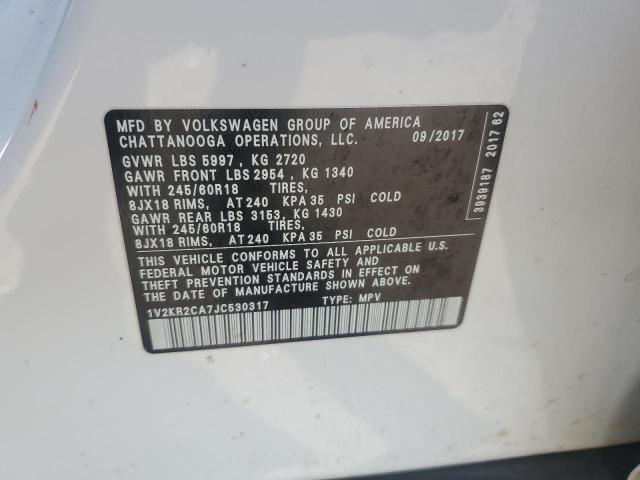 MFD BY VOLKSWAGEN GROUP OF AMERICA
CHATTANOOGA OPERATIONS, LLC. 09/2017
GVWR LBS 5997 , KG 2720
GAWR FRONT LBS 2954 , KG 1340
WITH 245/60R18 TIRES,
8JX18 RIMS, AT 240 KPA 35 PSI COLD
GAWR REAR LBS 3153, KG 1430
WITH 245/60R18 TIRES,
8JX18 RIMS, AT 240 KPA 35 PSI COLD
THIS VEHICLE CONFORMS TO ALL APPLICABLE U.S.
FEDERAL MOTOR VEHICLE SAFETY AND
THEFT PREVENTION STANDARDS IN EFFECT ON
THE DATE OF MANUFACTURE SHOWN ABOVE.
1V2KR2CA7JC530317 TYPE: MPV
3939187 2017 62